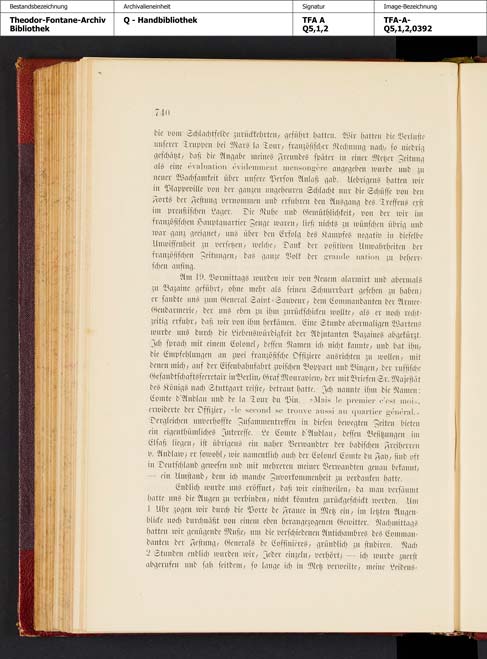 Bestandsbezeichnung
Archivalieneinheit
Signatur
Image-Bezeichnung
Theodor-Fontane-Archiv
Bibliothek
Q - Handbibliothek
TFA A
Q5,1,2
TFA-A-
Q5,1,2,0392
740
die vom Schlachtfelde zurückkehrten, geführt hatten. Wir hatten die Verluste
unserer Truppen bei Mars la Tour, französischer Rechnung nach, so niedrig
geschätzt, daß die Angabe meines Freundes später in einer Metzer Zeitung
als eine évaluation évidemment mensongère angegeben wurde und zu
neuer Wachsamkeit über unsere Person Anlaß gab. Uebrigens hatten wir
in Plappeville von der ganzen ungeheuren Schlacht nur die Schüsse von den
Forts der Festung vernommen und erfuhren den Ausgang des Treffens erst
im preußischen Lager. Die Ruhe und Gemüthlichkeit, von der wir im
französischen Hauptquartier Zeuge waren, ließ nichts zu wünschen übrig und
war ganz geeignet, uns über den Erfolg des Kampfes negativ in dieselbe
Unwissenheit zu versetzen, welche, Dank der positiven Unwahrheiten der
französischen Zeitungen, das ganze Volk der grande nation zu beherr-
schen anfing.
Am 19. Vormittags wurden wir von Neuem alarmirt und abermals
zu Bazaine geführt, ohne mehr als seinen Schnurrbart gesehen zu haben;
er sandte uns zum General Saint-Sauveur, dem Commandanten der Armee-
Gendarmerie, der uns eben zu ihm zurückschicken wollte, als er noch recht-
zeitig erfuhr, daß wir von ihm herkämen. Eine Stunde abermaligen Wartens
wurde uns durch die Liebenswürdigkeit der Adjutanten Bazaines abgekürzt.
Ich sprach mit einem Colonel, dessen Namen ich nicht kannte, und bat ihn,
die Empfehlungen an zwei französische Offiziere ausrichten zu wollen, mit
denen mich, auf der Eisenbahnfahrt zwischen Boppart und Bingen, der russische
Gesandtschaftssecretair in Berlin, Graf Mourawiew, der mit Briefen Sr. Majestät
des Königs nach Stuttgart reiste, betraut hatte. Ich nannte ihm die Namen:
Comte d'Andlau und de la Tour du Pin. »Mais le premier c'est moi«,
erwiderte der Offizier, »le second se trouve aussi au quartier général.«
Dergleichen unverhoffte Zusammentreffen in diesen bewegten Zeiten bieten
ein eigenthümliches Interesse. Le Comte d'Andlau, dessen Besitzungen im
Elsaß liegen, ist übrigens ein naher Verwandter der badischen Freiherren
v. Andlaw; er sowohl, wie namentlich auch der Colonel Comte du Fay, sind oft
in Deutschland gewesen und mit mehreren meiner Verwandten genau bekannt,
— ein Umstand, dem ich manche Zuvorkommenheit zu verdanken hatte.
Endlich wurde uns eröffnet, daß wir einstweilen, da man versäumt
hatte uns die Augen zu verbinden, nicht könnten zurückgeschickt werden. Um
1 Uhr zogen wir durch die Porte de France in Metz ein, im letzten Augen-
blicke noch durchnäßt von einem eben herangezogenen Gewitter. Nachmittags
hatten wir genügende Muße, um die verschiedenen Antichambres des Comman-
danten der Festung, Generals de Coffinières, gründlich zu studiren. Nach
2 Stunden endlich wurden wir, Jeder einzeln, verhört; — ich wurde zuerst
abgerufen und sah seitdem, so lange ich in Metz verweilte, meine Leidens-